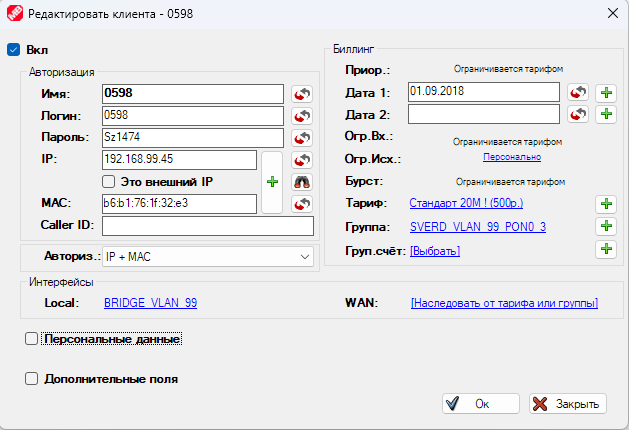 Редактировать клиента - 0598
Вкл
Авторизация
Имя: 0598
Логин: 0598
Пароль: Sz1474
IP: 192.168.99.45
Это внешний IP
MAC: b6:b1:76:1f:32:e3
Caller ID:
Авториз.: IP + MAC
Биллинг
Приор.: Ограничивается тарифом
Дата 1: 01.09.2018
Дата 2:
Огр.Вх.: Ограничивается тарифом
Огр.Исх.: Персонально
Бурст: Ограничивается тарифом
Тариф: Стандарт 20М ! (500р.)
Группа: SVERD_VLAN_99_PON0_3
Груп.счёт: [Выбрать]
Интерфейсы
Local: BRIDGE_VLAN_99
WAN: [Наследовать от тарифа или группы]
Персональные данные
Дополнительные поля
Ок
Закрыть